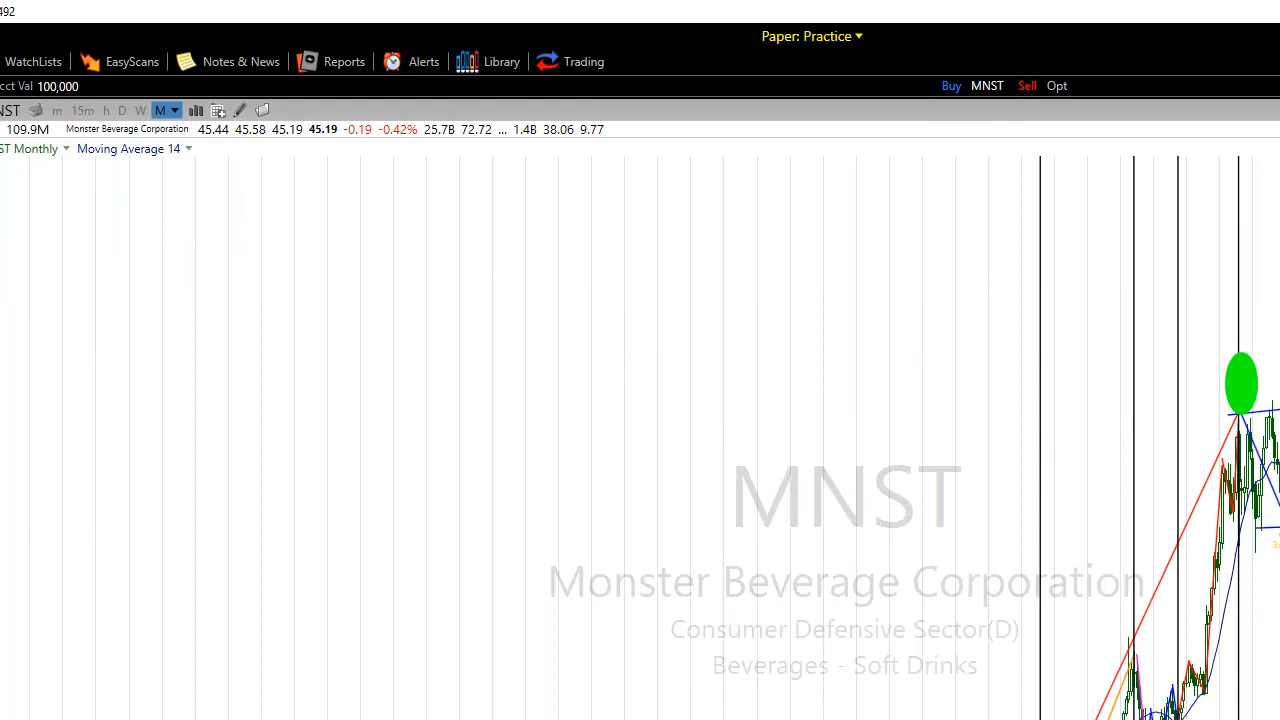 492
Paper: Practice
WatchLists EasyScans Notes & News Reports Alerts Library Trading
cct Val 100,000 Buy MNST Sell Opt
NST m 15m h D W M
109.9M Monster Beverage Corporation 45.44 45.58 45.19 45.19 -0.19 -0.42% 25.7B 72.72 ... 1.4B 38.06 9.77
ST Monthly Moving Average 14
MNST
Monster Beverage Corporation
Consumer Defensive Sector(D)
Beverages - Soft Drinks